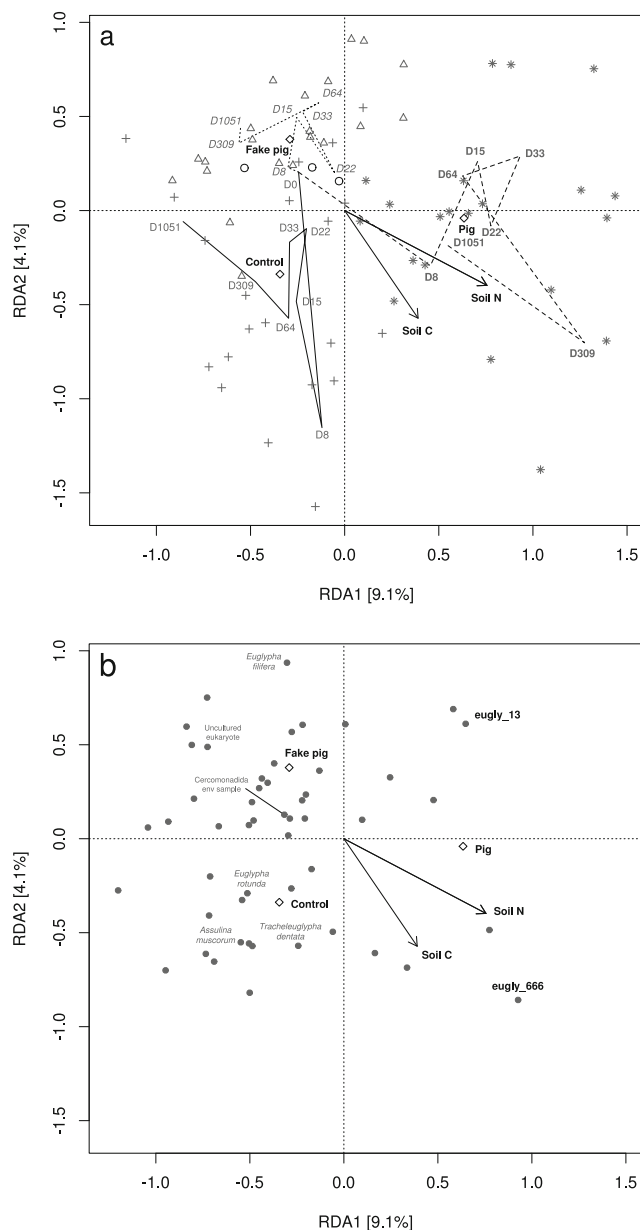 a
1.0
0.5
0.0
-0.5
-1.0
-1.5
RDA2 [4.1%]
D64
D15
D33
D1051
D309
Fake pig
D8
D22
D0
D15
D33
D64
Pig
D1051
D22
D8
D1051
D33
D22
Control
D309
D15
D64
D8
Soil N
Soil C
D309
-1.0
-0.5
0.0
0.5
1.0
1.5
RDA1 [9.1%]
b
1.0
0.5
0.0
-0.5
-1.0
-1.5
RDA2 [4.1%]
Euglypha
filifera
eugly_13
Uncultured
eukaryote
Fake pig
Cercomonadida
env sample
Pig
Euglypha
rotunda
Control
Assulina
muscorum
Tracheleuglypha
dentata
Soil N
Soil C
eugly_666
-1.0
-0.5
0.0
0.5
1.0
1.5
RDA1 [9.1%]